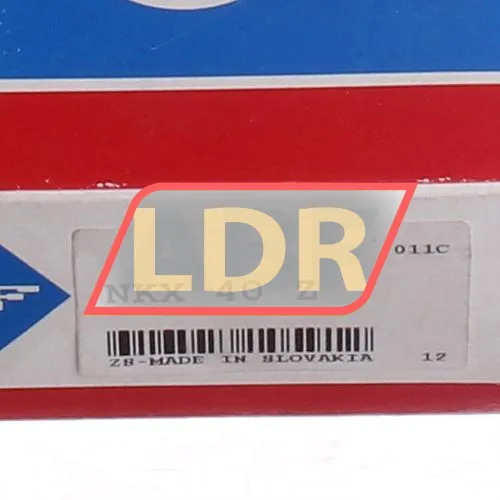 LDR
011C
NKX 40 Z
ZB-MADE IN SLOVAKIA 12